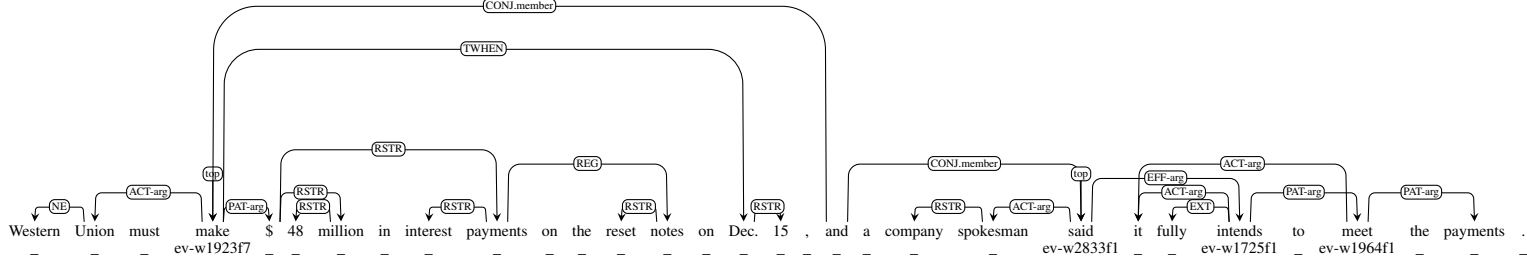 CONJ.member
TWHEN
RSTR
REG CONJ.member ACT-arg
top top EFF-arg
ACT-arg RSTR ACT-arg PAT-arg PAT-arg
NE PAT-arg RSTR RSTR RSTR RSTR RSTR ACT-arg EXT
Western Union must make $ 48 million in interest payments on the reset notes on Dec. 15 , and a company spokesman said it fully intends to meet the payments .
ev-w1923f7 ev-w2833f1 ev-w1725f1 ev-w1964f1
_ _ _ _ _ _ _ _ _ _ _ _ _ _ _ _ _ _ _ _ _ _ _ _ _ _ _ _ _ _ _